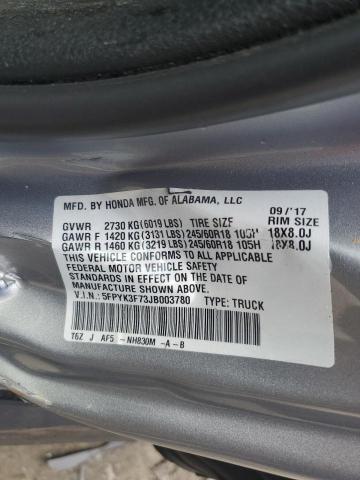 MFD. BY HONDA MFG. OF ALABAMA, LLC
09/'17
GVWR 2730 KG(6019 LBS) TIRE SIZE RIM SIZE
GAWR F 1420 KG(3131 LBS) 245/60R18 105H 18X8.0J
GAWR R 1460 KG(3219 LBS) 245/60R18 105H 18X8.0J
THIS VEHICLE CONFORMS TO ALL APPLICABLE
FEDERAL MOTOR VEHICLE SAFETY
STANDARDS IN EFFECT ON THE DATE OF
MANUFACTURE SHOWN ABOVE.
V.I.N.: 5FPYK3F73JB003780 TYPE: TRUCK
T6Z J AF5 -NH830M -A-B